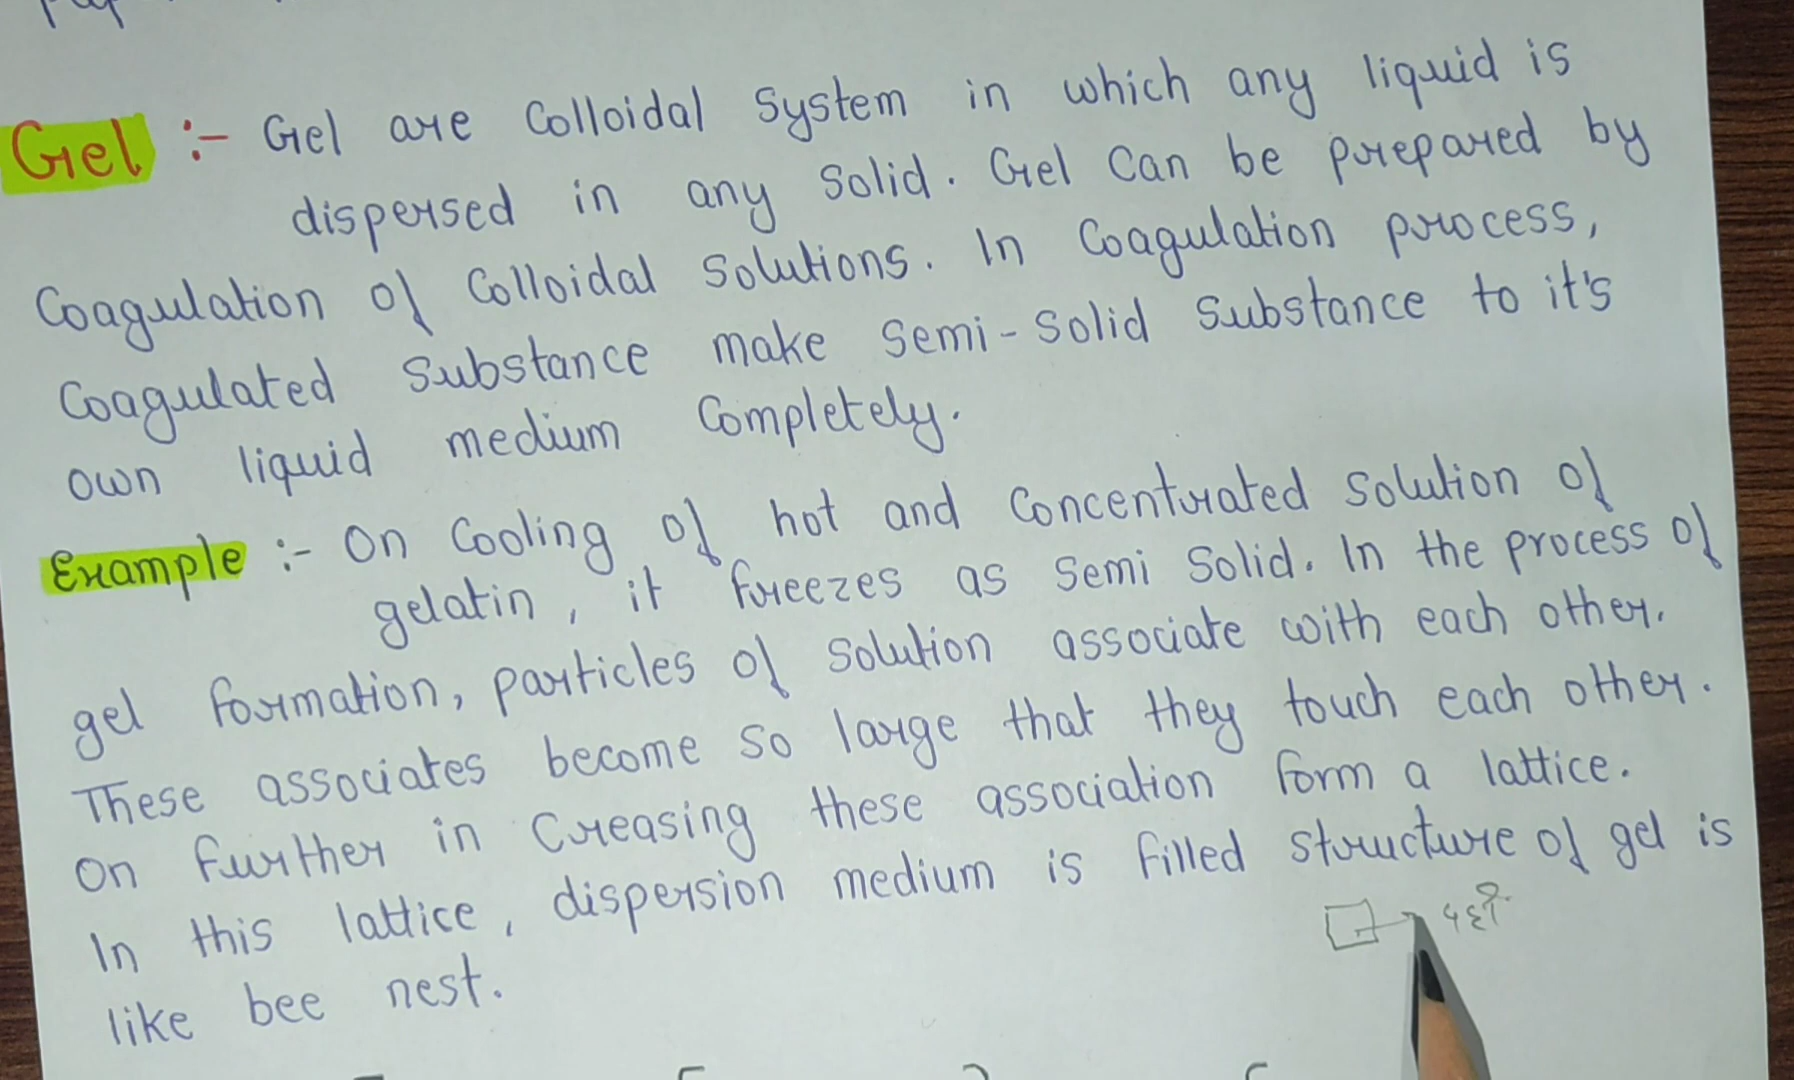 Gel :- Gel are Colloidal System in which any liquid is
dispersed in any Solid. Gel Can be prepared by
Coagulation of Colloidal Solutions. In Coagulation process,
Coagulated Substance make Semi-Solid Substance to it's
own liquid medium Completely.
Example :- On Cooling of hot and Concentrated Solution of
gelatin, it freezes as Semi Solid. In the process of
gel formation, particles of solution associate with each other.
These associates become so large that they touch each other.
On further in Creasing these association form a lattice.
In this lattice, dispersion medium is filled structure of gel is
like bee nest.